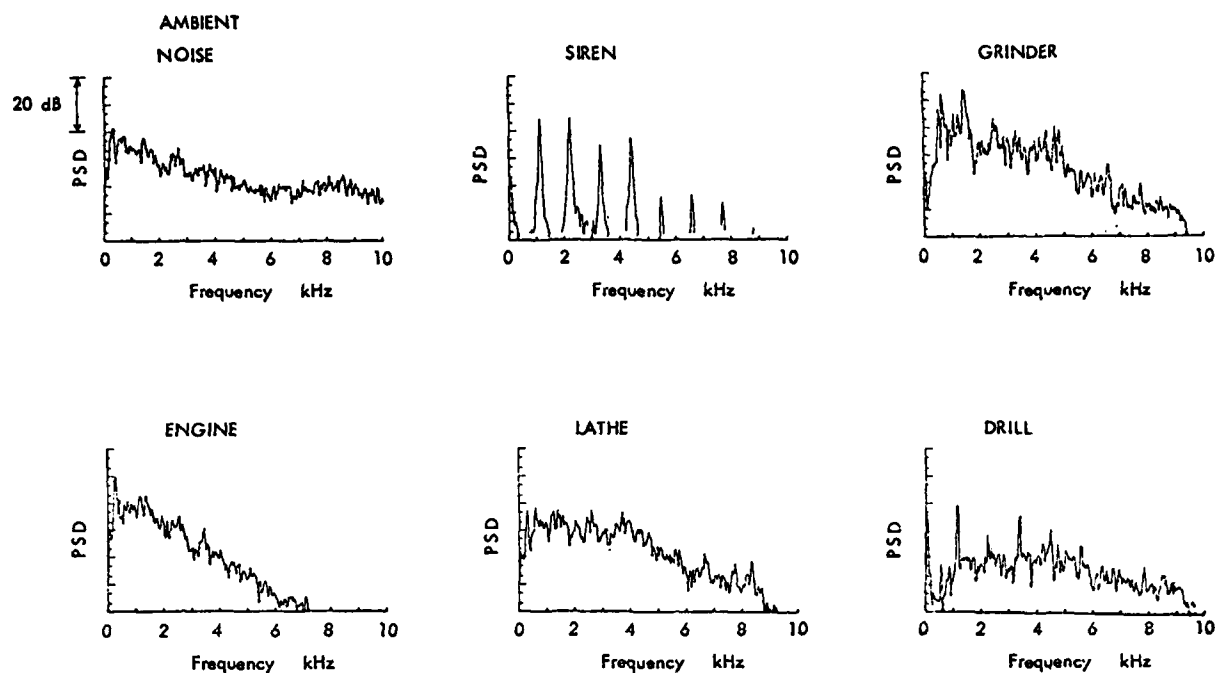 AMBIENT
NOISE
20 dB
PSD
0 2 4 6 8 10
Frequency kHz
SIREN
PSD
0 2 4 6 8 10
Frequency kHz
GRINDER
PSD
0 2 4 6 8 10
Frequency kHz
ENGINE
PSD
0 2 4 6 8 10
Frequency kHz
LATHE
PSD
0 2 4 6 8 10
Frequency kHz
DRILL
PSD
0 2 4 6 8 10
Frequency kHz